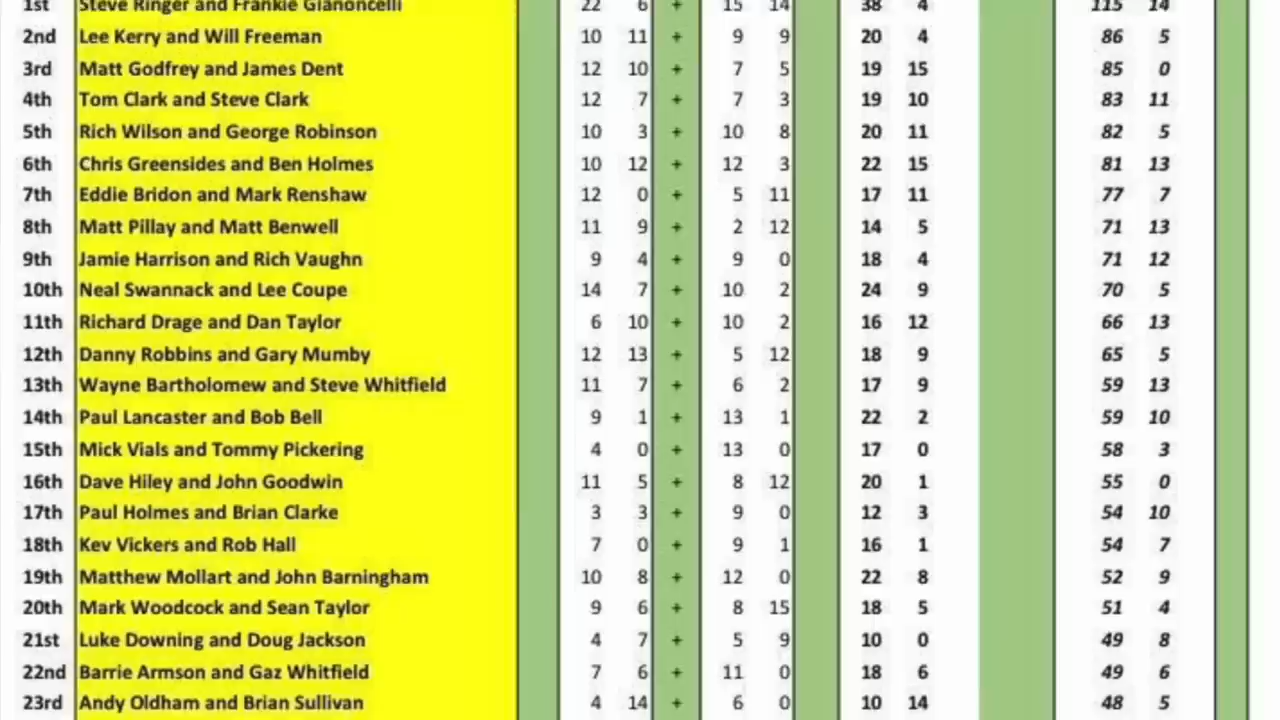 1st Steve Ringer and Frankie Gianoncelli 22 6 + 15 14 38 4 115 14
2nd Lee Kerry and Will Freeman 10 11 + 9 9 20 4 86 5
3rd Matt Godfrey and James Dent 12 10 + 7 5 19 15 85 0
4th Tom Clark and Steve Clark 12 7 + 7 3 19 10 83 11
5th Rich Wilson and George Robinson 10 3 + 10 8 20 11 82 5
6th Chris Greensides and Ben Holmes 10 12 + 12 3 22 15 81 13
7th Eddie Bridon and Mark Renshaw 12 0 + 5 11 17 11 77 7
8th Matt Pillay and Matt Benwell 11 9 + 2 12 14 5 71 13
9th Jamie Harrison and Rich Vaughn 9 4 + 9 0 18 4 71 12
10th Neal Swannack and Lee Coupe 14 7 + 10 2 24 9 70 5
11th Richard Drage and Dan Taylor 6 10 + 10 2 16 12 66 13
12th Danny Robbins and Gary Mumby 12 13 + 5 12 18 9 65 5
13th Wayne Bartholomew and Steve Whitfield 11 7 + 6 2 17 9 59 13
14th Paul Lancaster and Bob Bell 9 1 + 13 1 22 2 59 10
15th Mick Vials and Tommy Pickering 4 0 + 13 0 17 0 58 3
16th Dave Hiley and John Goodwin 11 5 + 8 12 20 1 55 0
17th Paul Holmes and Brian Clarke 3 3 + 9 0 12 3 54 10
18th Kev Vickers and Rob Hall 7 0 + 9 1 16 1 54 7
19th Matthew Mollart and John Barningham 10 8 + 12 0 22 8 52 9
20th Mark Woodcock and Sean Taylor 9 6 + 8 15 18 5 51 4
21st Luke Downing and Doug Jackson 4 7 + 5 9 10 0 49 8
22nd Barrie Armson and Gaz Whitfield 7 6 + 11 0 18 6 49 6
23rd Andy Oldham and Brian Sullivan 4 14 + 6 0 10 14 48 5